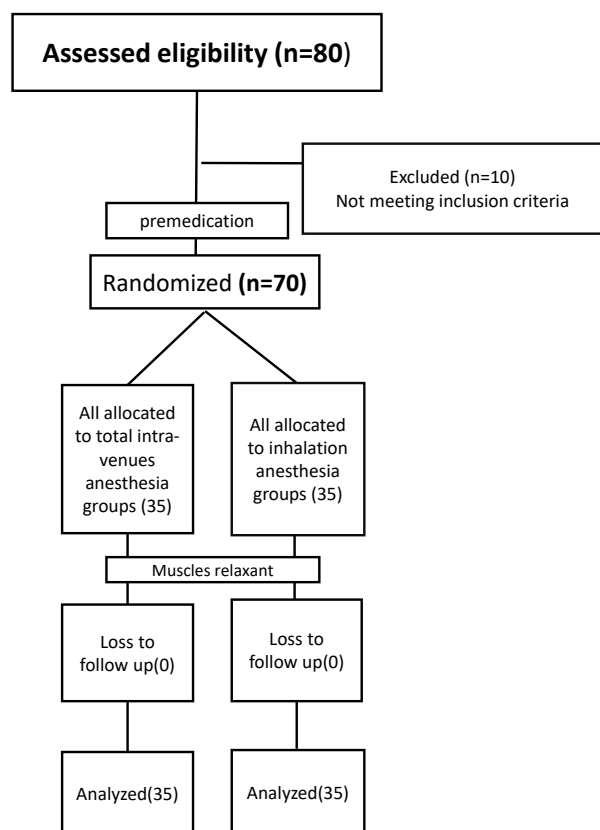 Assessed eligibility (n=80)
Excluded (n=10)
Not meeting inclusion criteria
premedication
Randomized (n=70)
All allocated
to total intra-
venues
anesthesia
groups (35)
All allocated
to inhalation
anesthesia
groups (35)
Muscles relaxant
Loss to
follow up(0)
Loss to
follow up(0)
Analyzed(35)
Analyzed(35)